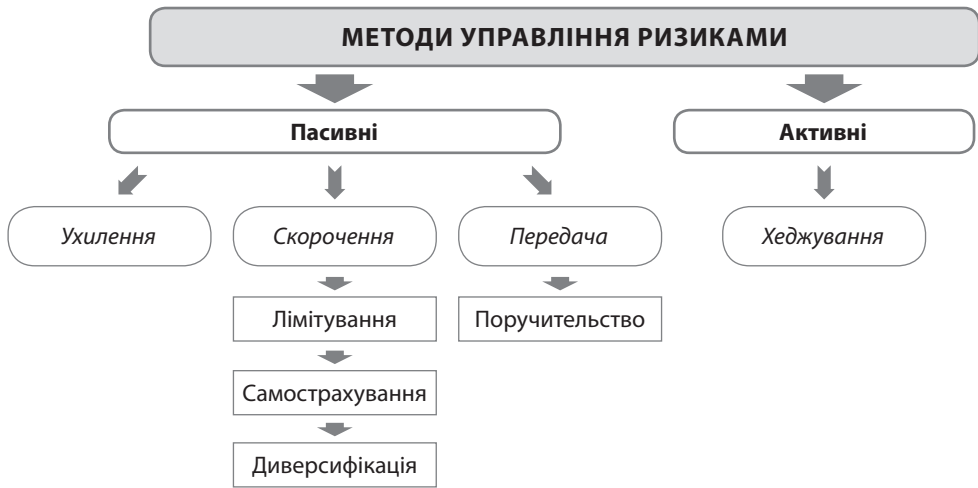 МЕТОДИ УПРАВЛІННЯ РИЗИКАМИ
Пасивні
Активні
Ухилення
Скорочення
Передача
Хеджування
Лімітування
Поручительство
Самострахування
Диверсифікація